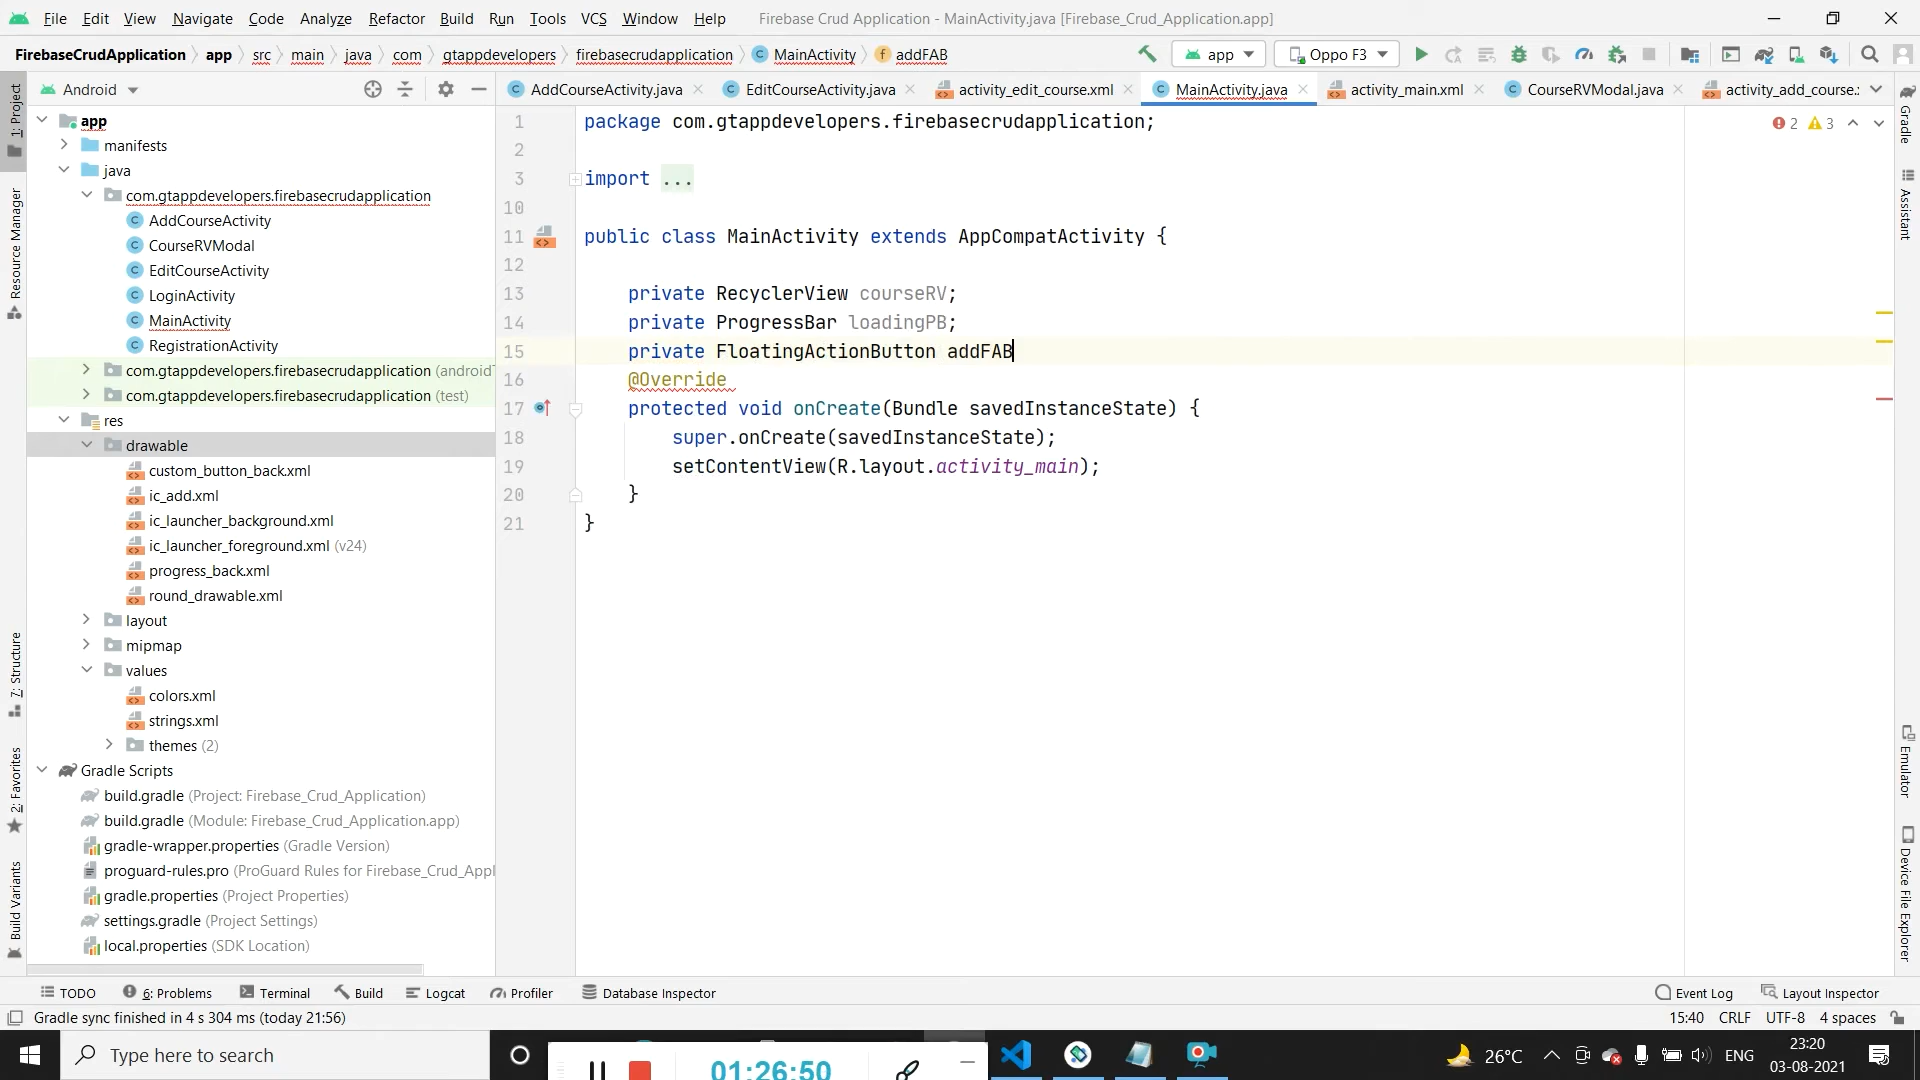 File Edit View Navigate Code Analyze Refactor Build Run Tools VCS Window Help Firebase Crud Application - MainActivity.java [Firebase_Crud_Application.app]
FirebaseCrudApplication app src main java com gtappdevelopers firebasecrudapplication MainActivity addFAB app Oppo F3
Android
AddCourseActivity.java EditCourseActivity.java activity_edit_course.xml MainActivity.java activity_main.xml CourseRVModal.java activity_add_course.:
1: Project
Resource Manager
7: Structure
2: Favorites
Build Variants
app
manifests
java
com.gtappdevelopers.firebasecrudapplication
AddCourseActivity
CourseRVModal
EditCourseActivity
LoginActivity
MainActivity
RegistrationActivity
com.gtappdevelopers.firebasecrudapplication (androidT
com.gtappdevelopers.firebasecrudapplication (test)
res
drawable
custom_button_back.xml
ic_add.xml
ic_launcher_background.xml
ic_launcher_foreground.xml (v24)
progress_back.xml
round_drawable.xml
layout
mipmap
values
colors.xml
strings.xml
themes (2)
Gradle Scripts
build.gradle (Project: Firebase_Crud_Application)
build.gradle (Module: Firebase_Crud_Application.app)
gradle-wrapper.properties (Gradle Version)
proguard-rules.pro (ProGuard Rules for Firebase_Crud_Appl
gradle.properties (Project Properties)
settings.gradle (Project Settings)
local.properties (SDK Location)
1 package com.gtappdevelopers.firebasecrudapplication;
2
3 import ...
10
11 public class MainActivity extends AppCompatActivity {
12
13 private RecyclerView courseRV;
14 private ProgressBar loadingPB;
15 private FloatingActionButton addFAB
16 @Override
17 protected void onCreate(Bundle savedInstanceState) {
18 super.onCreate(savedInstanceState);
19 setContentView(R.layout.activity_main);
20 }
21 }
2 3
Gradle
Assistant
Emulator
Device File Explorer
TODO 6: Problems Terminal Build Logcat Profiler Database Inspector Event Log Layout Inspector
Gradle sync finished in 4 s 304 ms (today 21:56) 15:40 CRLF UTF-8 4 spaces
Type here to search 01:26:50 26°C ENG 23:20
03-08-2021